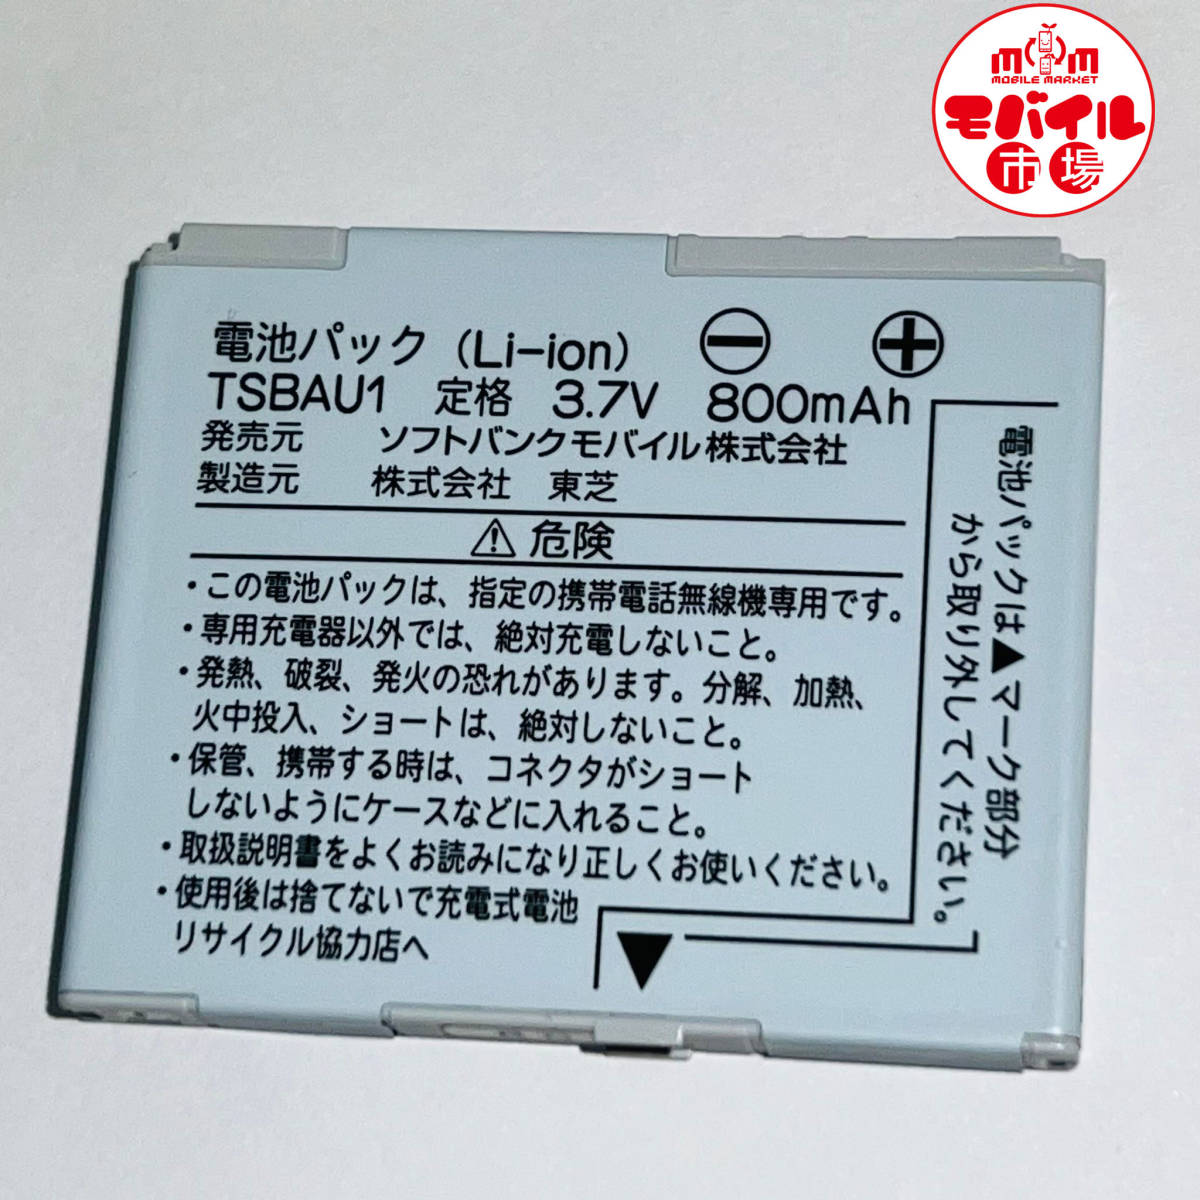 MOBILE MARKET
モバイル
市場
電池パック (Li-ion) ⊖ ⊕
TSBAU1 定格 3.7V 800mAh
発売元 ソフトバンクモバイル株式会社
製造元 株式会社 東芝
⚠危険
・この電池パックは、指定の携帯電話無線機専用です。
・専用充電器以外では、絶対充電しないこと。
・発熱、破裂、発火の恐れがあります。分解、加熱、
火中投入、ショートは、絶対しないこと。
・保管、携帯する時は、コネクタがショート
しないようにケースなどに入れること。
・取扱説明書をよくお読みになり正しくお使いください。
・使用後は捨てないで充電式電池
リサイクル協力店へ
電池パックは▲マーク部分
から取り外してください。